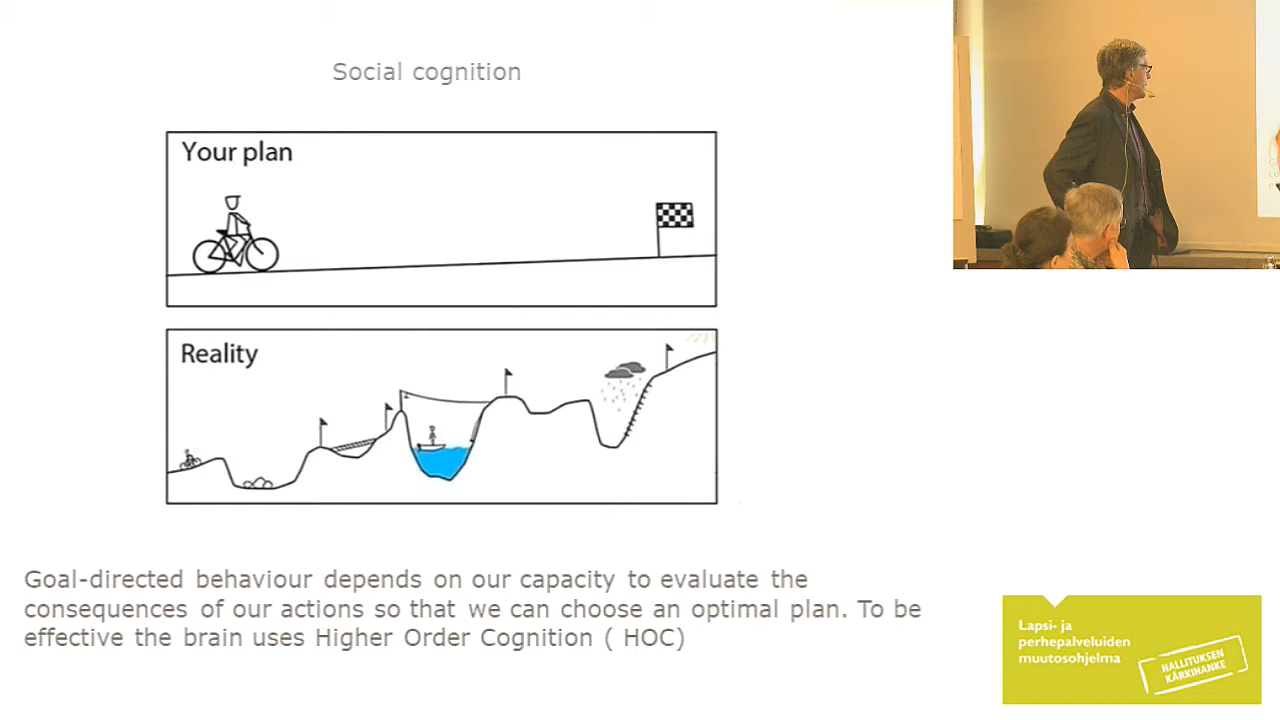 Social cognition
Your plan
Reality
Goal-directed behaviour depends on our capacity to evaluate the
consequences of our actions so that we can choose an optimal plan. To be
effective the brain uses Higher Order Cognition ( HOC)
Lapsi- ja
perhepalveluiden
muutosohjelma
HALLITUKSEN
KÄRKIHANKE